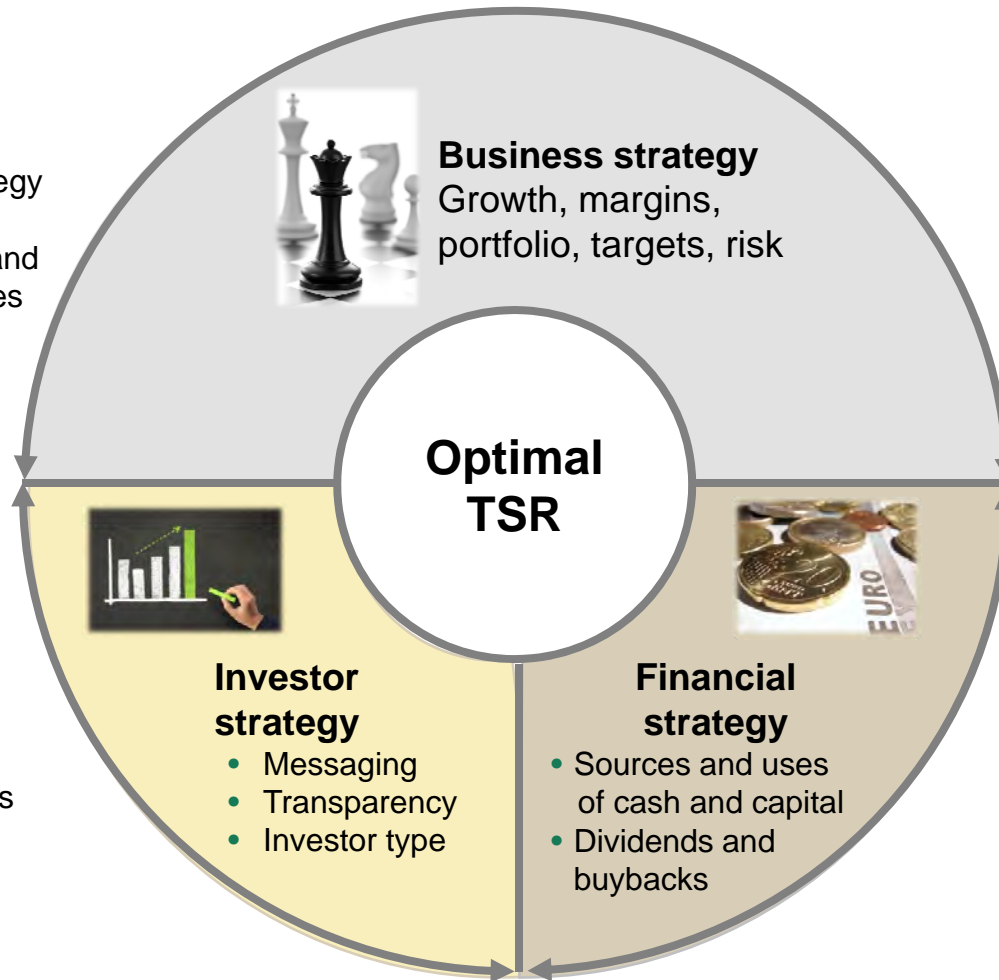 Business strategy
Growth, margins,
portfolio, targets, risk
and
Optimal
TSR
EURO
Investor
strategy
• Messaging
• Transparency
• Investor type
Financial
strategy
• Sources and uses
of cash and capital
• Dividends and
buybacks